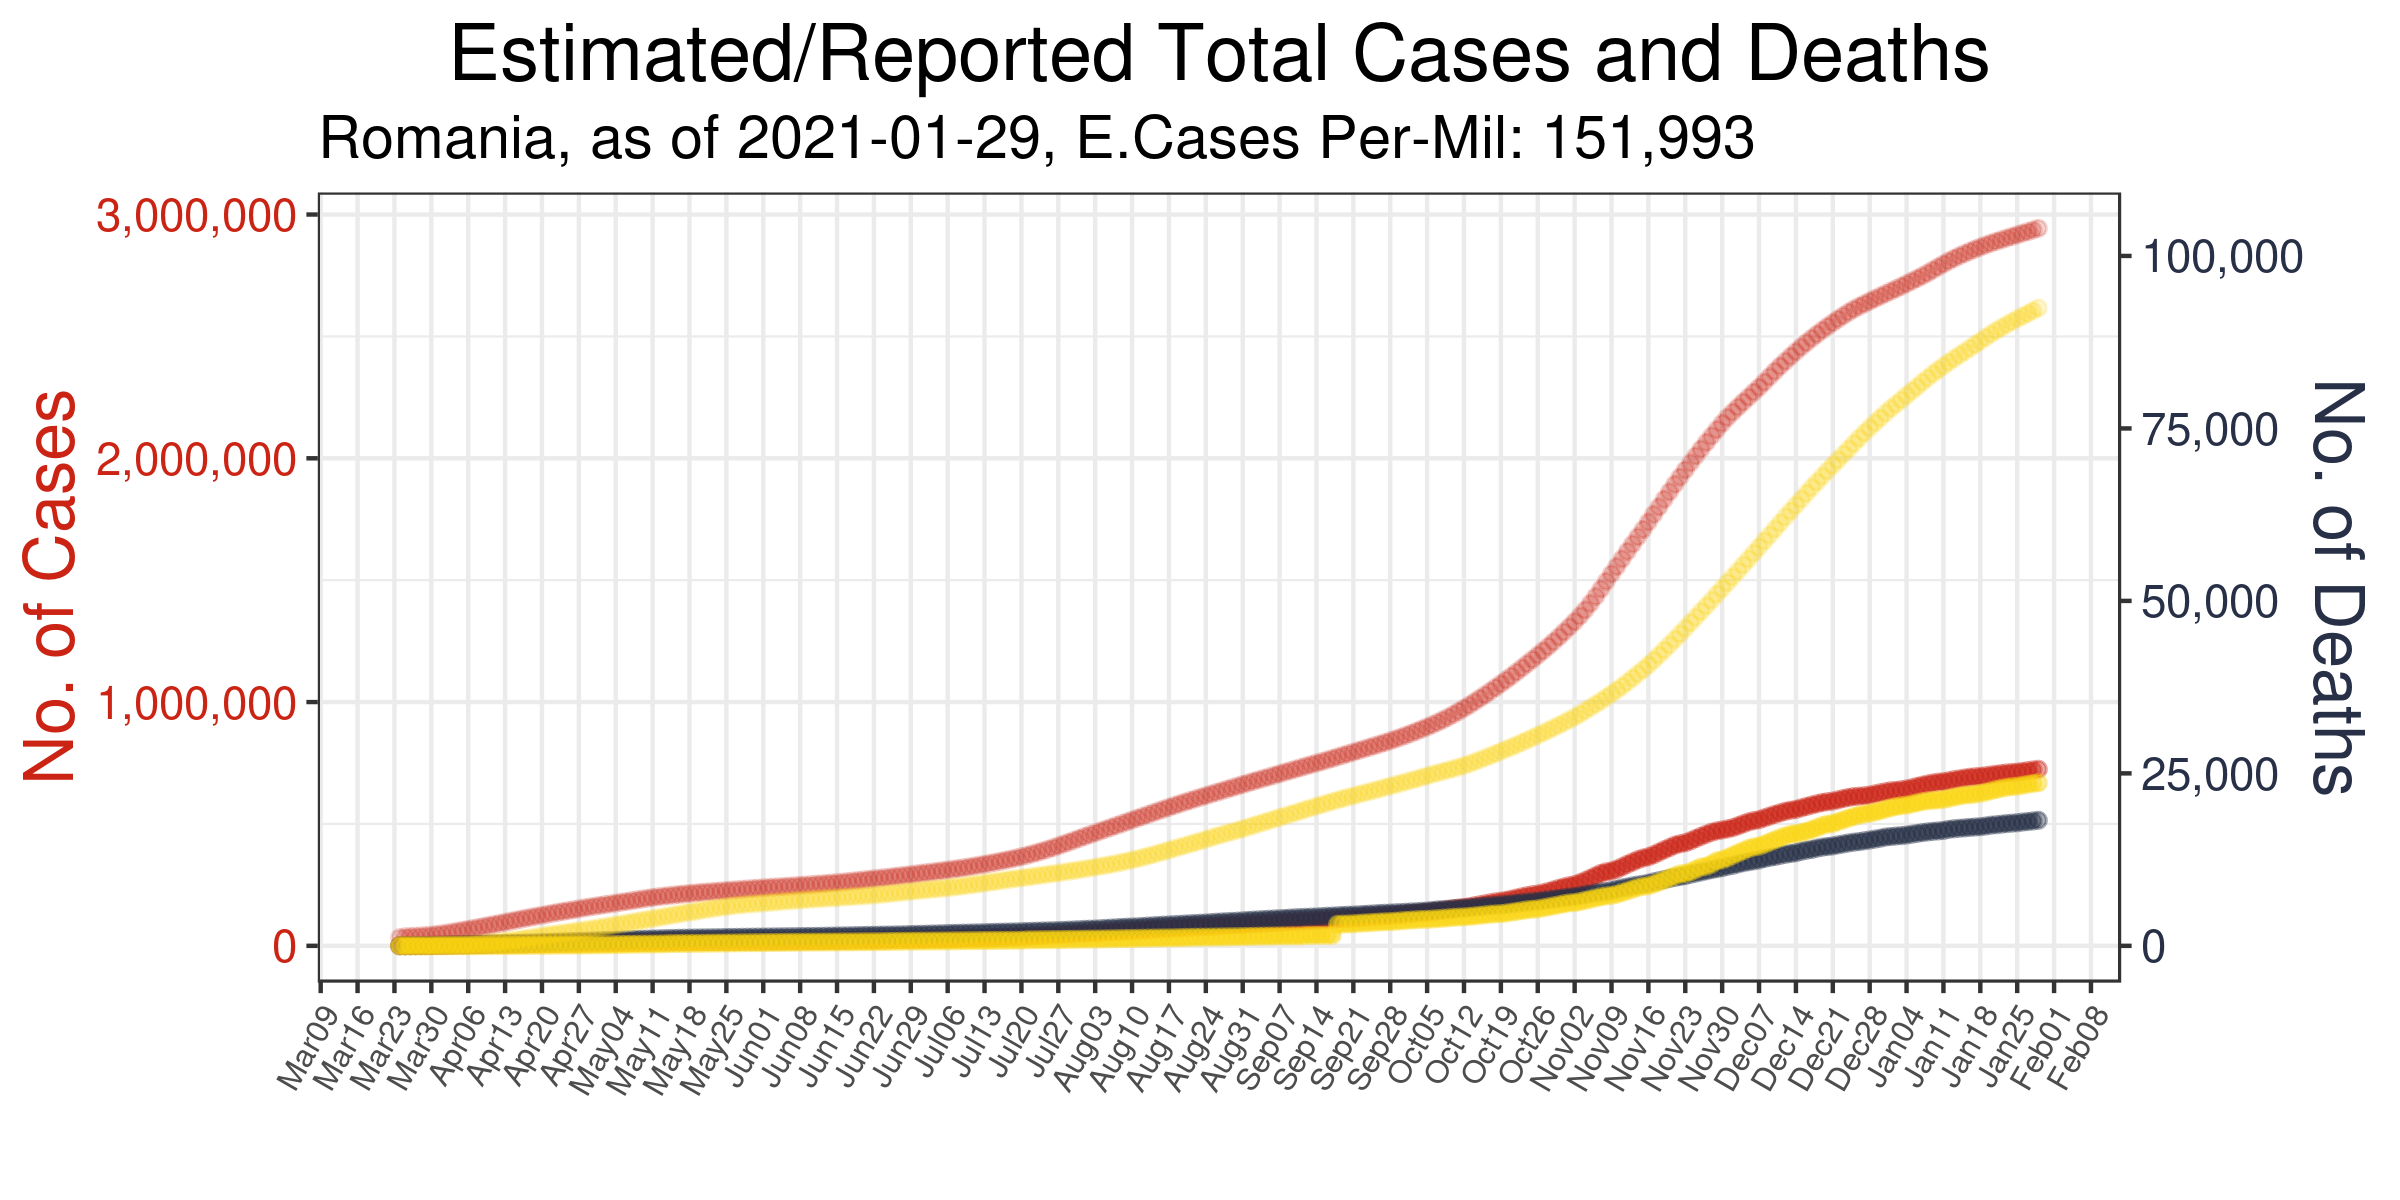 Estimated/Reported Total Cases and Deaths
Romania, as of 2021-01-29, E.Cases Per-Mil: 151,993
No. of Cases
3,000,000
2,000,000
1,000,000
0
100,000
75,000
50,000
25,000
0
No. of Deaths
Mar09 Mar16 Mar23 Mar30 Apr06 Apr13 Apr20 Apr27 May04 May11 May18 May25 Jun01 Jun08 Jun15 Jun22 Jun29 Jul06 Jul13 Jul20 Jul27 Aug03 Aug10 Aug17 Aug24 Aug31 Sep07 Sep14 Sep21 Sep28 Oct05 Oct12 Oct19 Oct26 Nov02 Nov09 Nov16 Nov23 Nov30 Dec07 Dec14 Dec21 Dec28 Jan04 Jan11 Jan18 Jan25 Feb01 Feb08